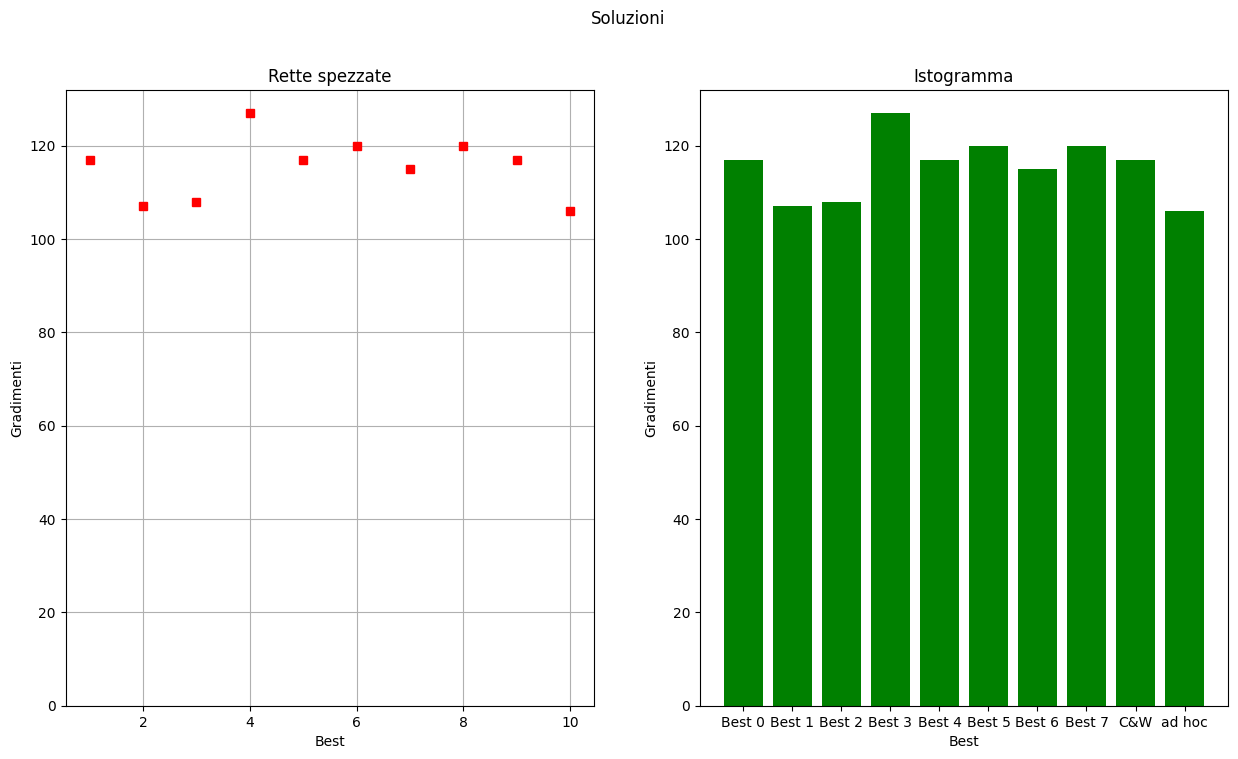 Soluzioni
Rette spezzate
Gradimenti
120
100
80
60
40
20
0
2 4 6 8 10
Best
Istogramma
Gradimenti
120
100
80
60
40
20
0
Best 0 Best 1 Best 2 Best 3 Best 4 Best 5 Best 6 Best 7 C&W ad hoc
Best